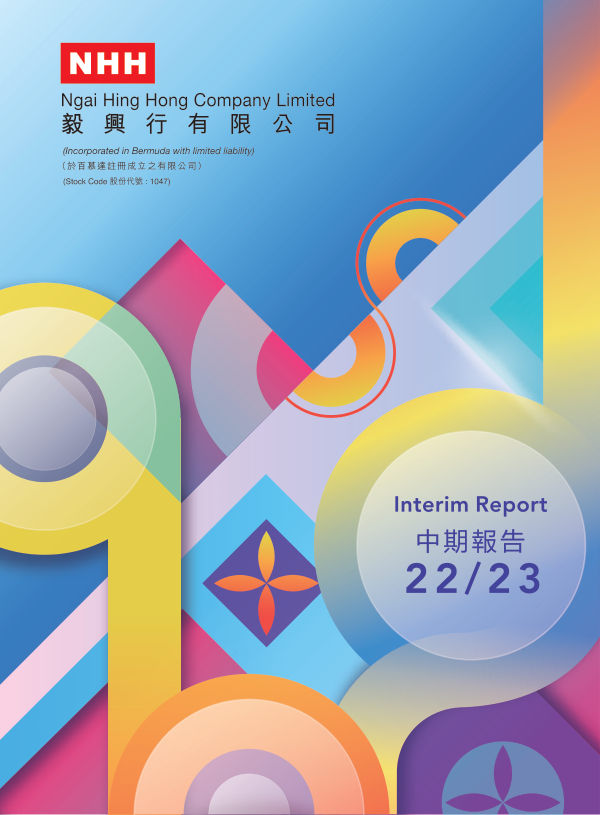 NHH
Ngai Hing Hong Company Limited
毅興行有限公司
(Incorporated in Bermuda with limited liability)
（於百慕達註冊成立之有限公司）
(Stock Code 股份代號 : 1047)
Interim Report
中期報告
22/23